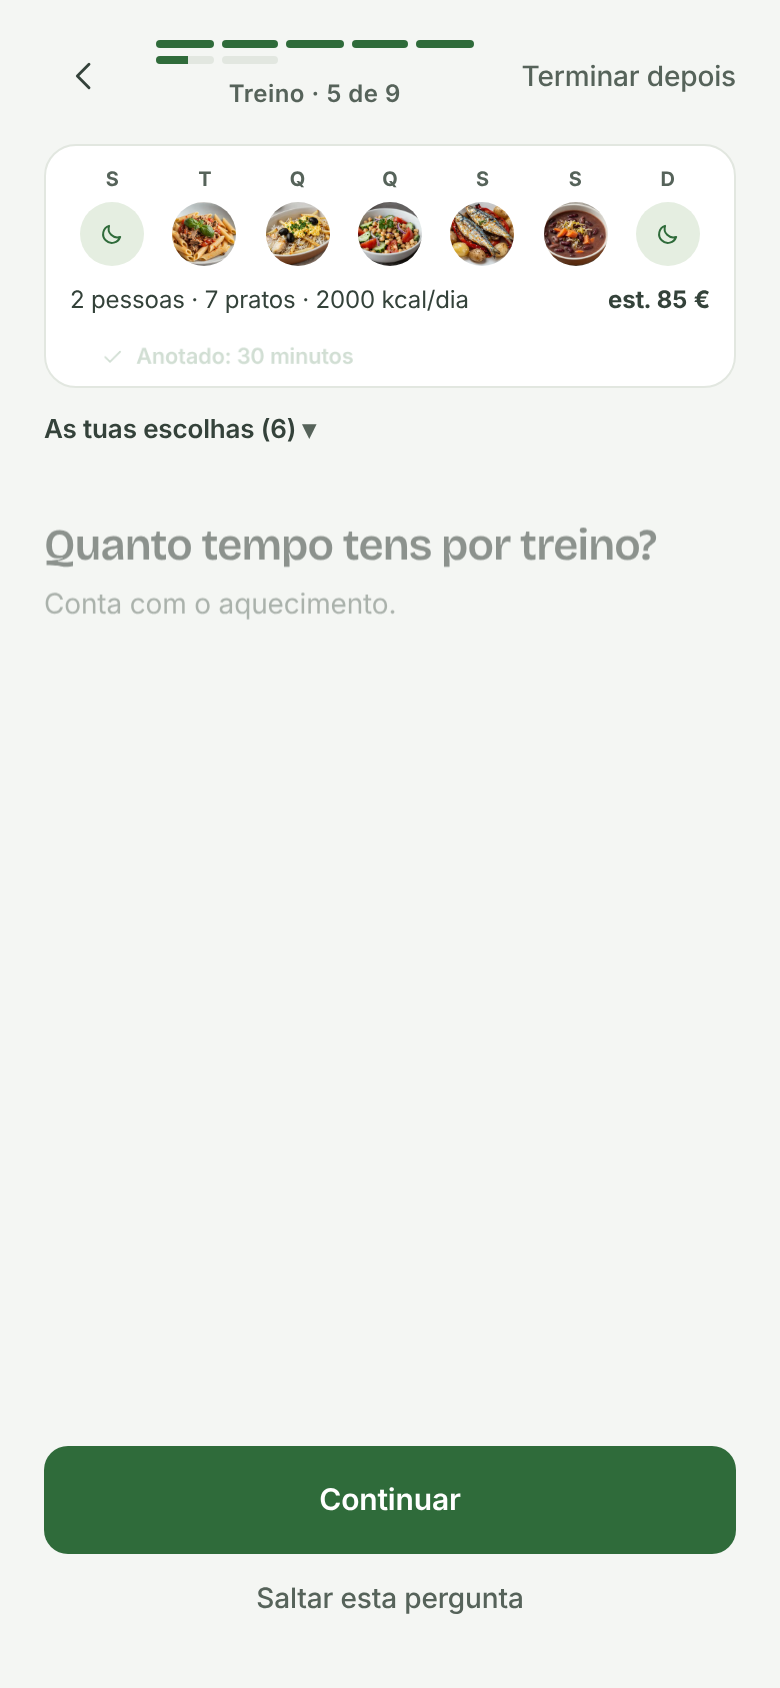 Treino · 5 de 9
Terminar depois
S T Q Q S S D
2 pessoas · 7 pratos · 2000 kcal/dia est. 85 €
Anotado: 30 minutos
As tuas escolhas (6) ▾
Quanto tempo tens por treino?
Conta com o aquecimento.
Continuar
Saltar esta pergunta